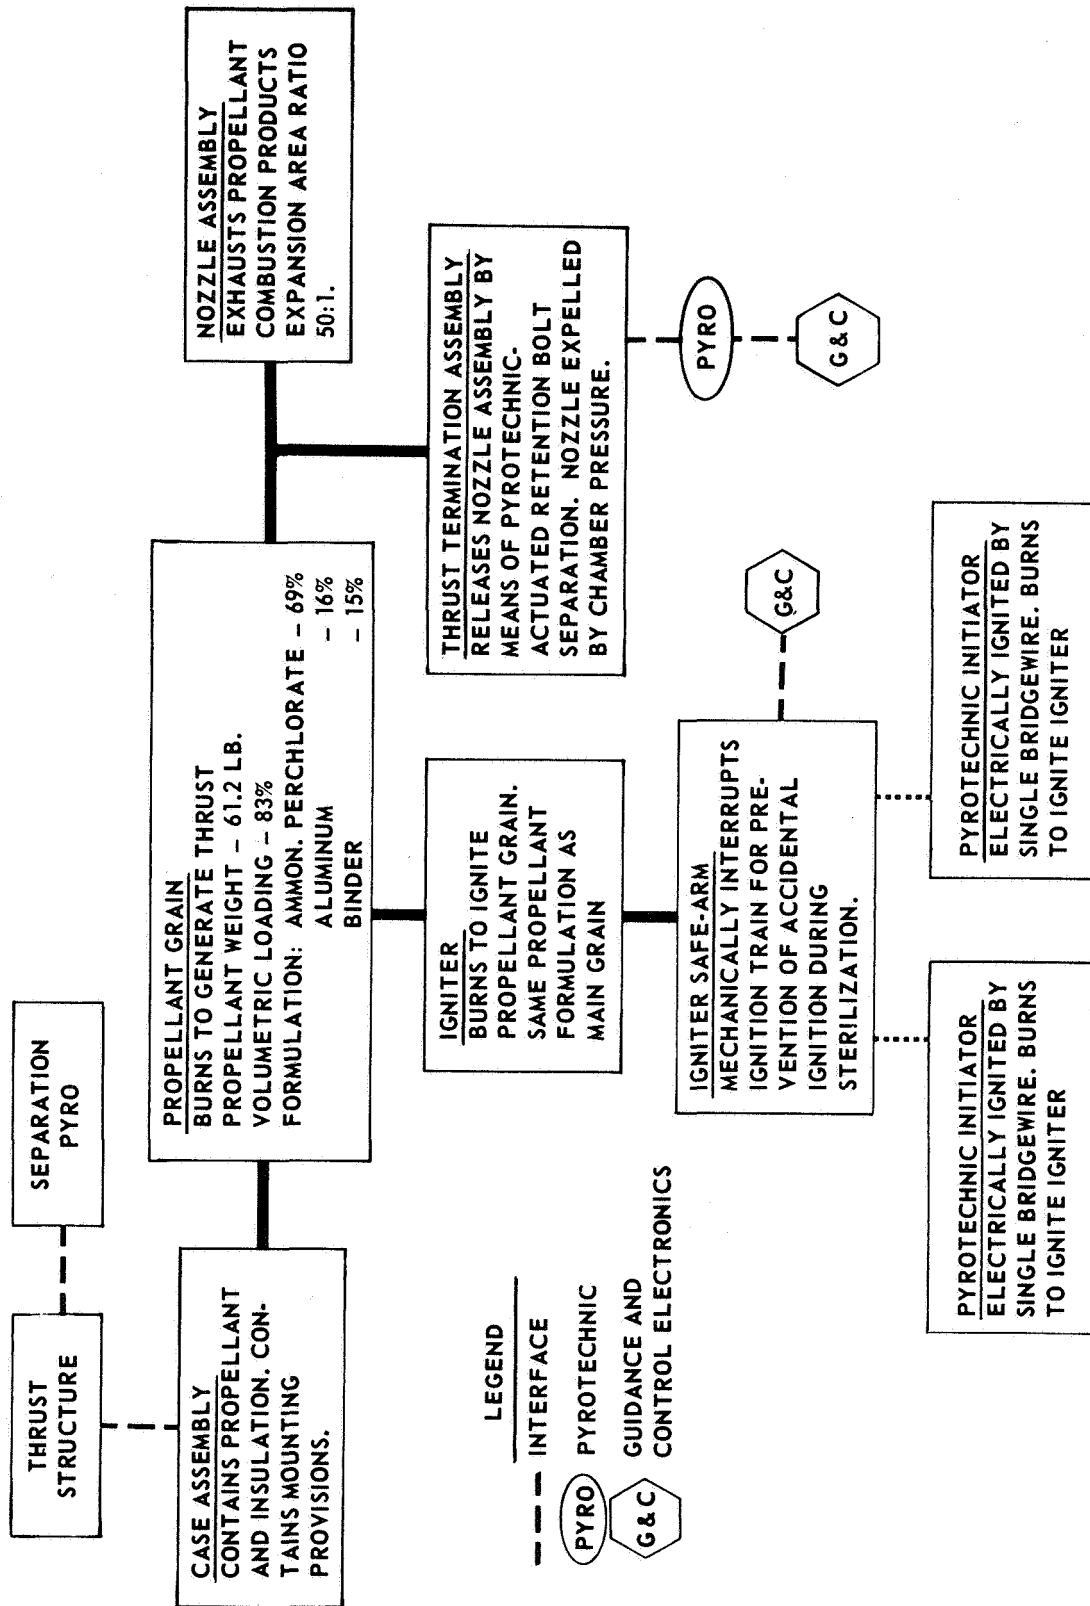 THRUST
STRUCTURE
SEPARATION
PYRO
CASE ASSEMBLY
CONTAINS PROPELLANT
AND INSULATION. CON-
TAINS MOUNTING
PROVISIONS.
PROPELLANT GRAIN
BURNS TO GENERATE THRUST
PROPELLANT WEIGHT – 61.2 LB.
VOLUMETRIC LOADING – 83%
FORMULATION: AMMON. PERCHLORATE – 69%
ALUMINUM – 16%
BINDER – 15%
NOZZLE ASSEMBLY
EXHAUSTS PROPELLANT
COMBUSTION PRODUCTS
EXPANSION AREA RATIO
50:1.
IGNITER
BURNS TO IGNITE
PROPELLANT GRAIN.
SAME PROPELLANT
FORMULATION AS
MAIN GRAIN
THRUST TERMINATION ASSEMBLY
RELEASES NOZZLE ASSEMBLY BY
MEANS OF PYROTECHNIC-
ACTUATED RETENTION BOLT
SEPARATION. NOZZLE EXPELLED
BY CHAMBER PRESSURE.
PYRO
G & C
IGNITER SAFE-ARM
MECHANICALLY INTERRUPTS
IGNITION TRAIN FOR PRE-
VENTION OF ACCIDENTAL
IGNITION DURING
STERILIZATION.
G&C
PYROTECHNIC INITIATOR
ELECTRICALLY IGNITED BY
SINGLE BRIDGEWIRE. BURNS
TO IGNITE IGNITER
PYROTECHNIC INITIATOR
ELECTRICALLY IGNITED BY
SINGLE BRIDGEWIRE. BURNS
TO IGNITE IGNITER
LEGEND
INTERFACE
PYRO PYROTECHNIC
G & C GUIDANCE AND
CONTROL ELECTRONICS